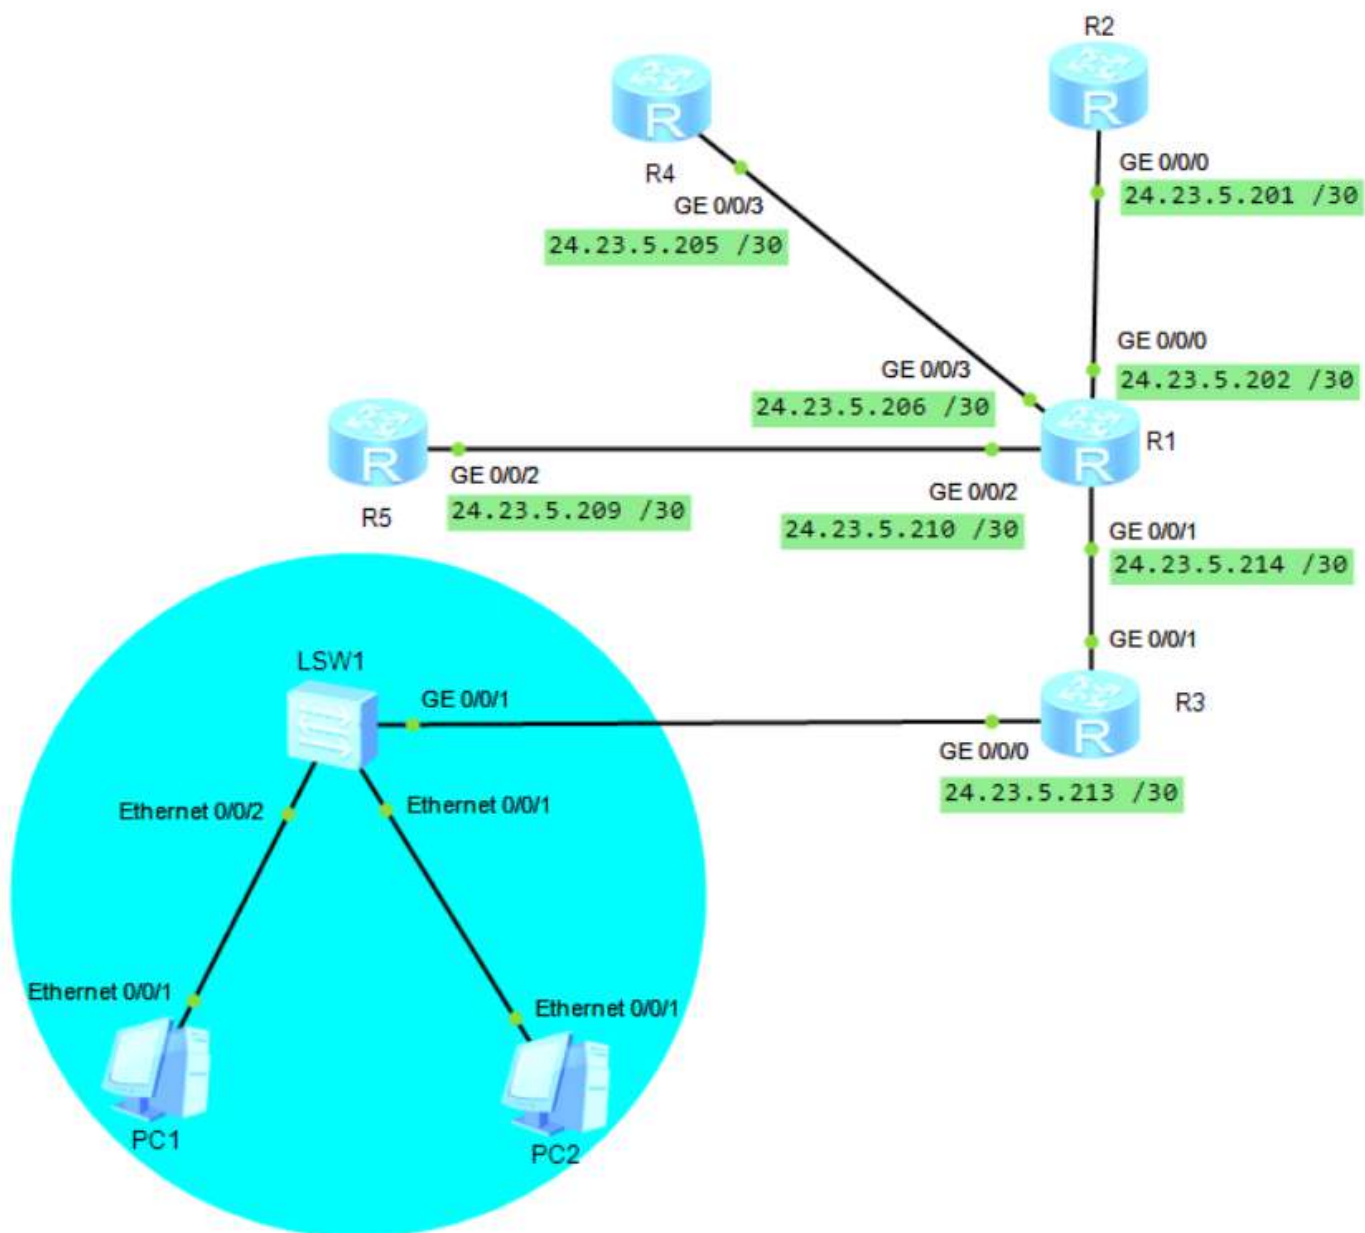 R2
R4
GE 0/0/0
24.23.5.201 /30
GE 0/0/3
24.23.5.205 /30
GE 0/0/0
24.23.5.202 /30
GE 0/0/3
24.23.5.206 /30
R1
GE 0/0/2
24.23.5.209 /30
R5
GE 0/0/2
24.23.5.210 /30
GE 0/0/1
24.23.5.214 /30
GE 0/0/1
LSW1
GE 0/0/1
R3
GE 0/0/0
24.23.5.213 /30
Ethernet 0/0/2
Ethernet 0/0/1
Ethernet 0/0/1
Ethernet 0/0/1
PC1
PC2
R
R
R
R
R